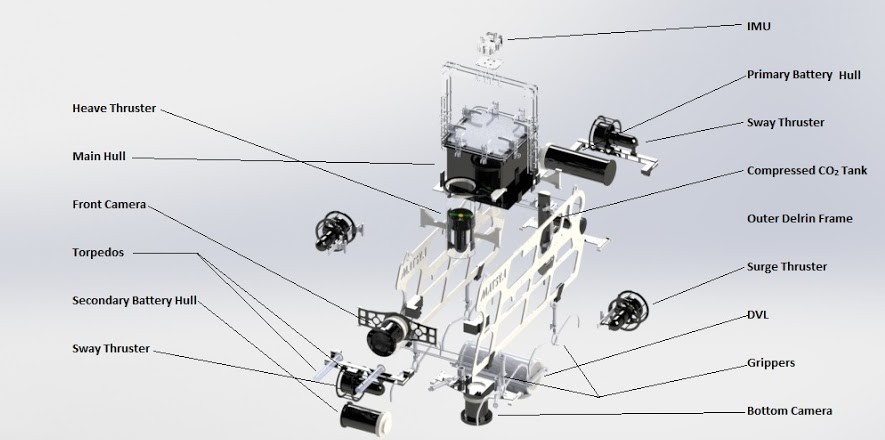 IMU
Primary Battery Hull
Heave Thruster
Sway Thruster
Main Hull
Compressed CO₂ Tank
Front Camera
Outer Delrin Frame
Torpedos
Surge Thruster
Secondary Battery Hull
DVL
Sway Thruster
Grippers
Bottom Camera
MATSYA
MATSYA